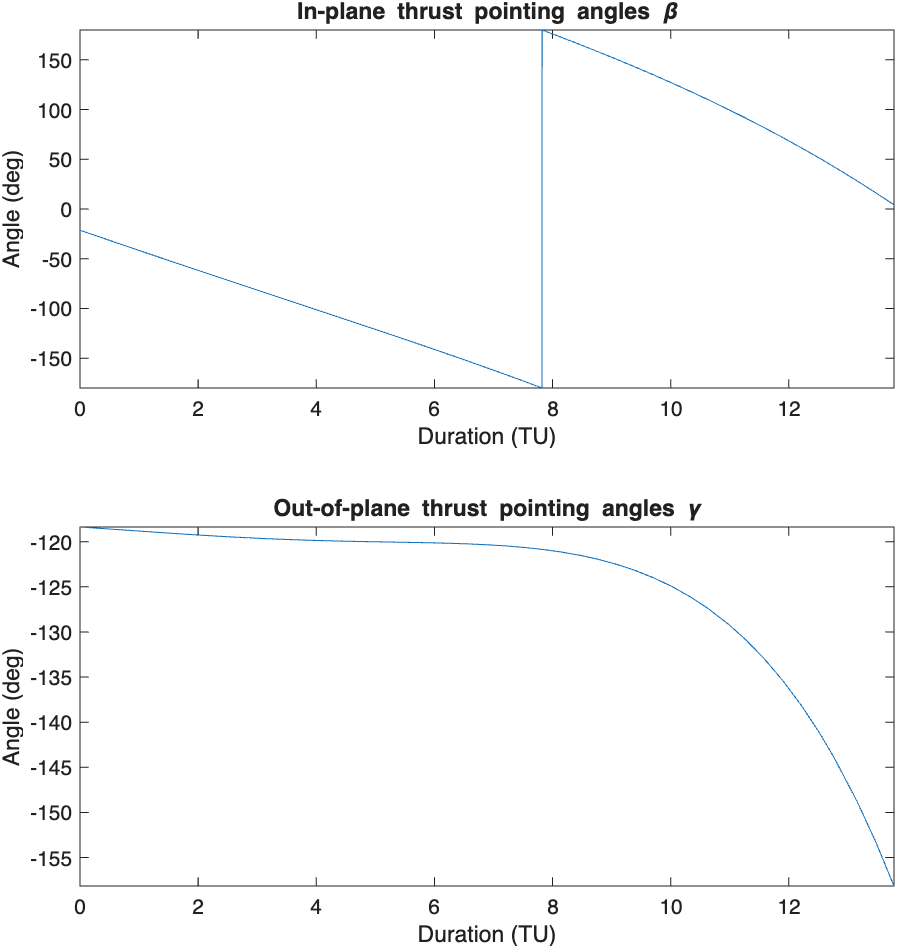 In-plane thrust pointing angles β
150
100
50
0
-50
-100
-150
Angle (deg)
0 2 4 6 8 10 12
Duration (TU)
Out-of-plane thrust pointing angles γ
-120
-125
-130
-135
-140
-145
-150
-155
Angle (deg)
0 2 4 6 8 10 12
Duration (TU)